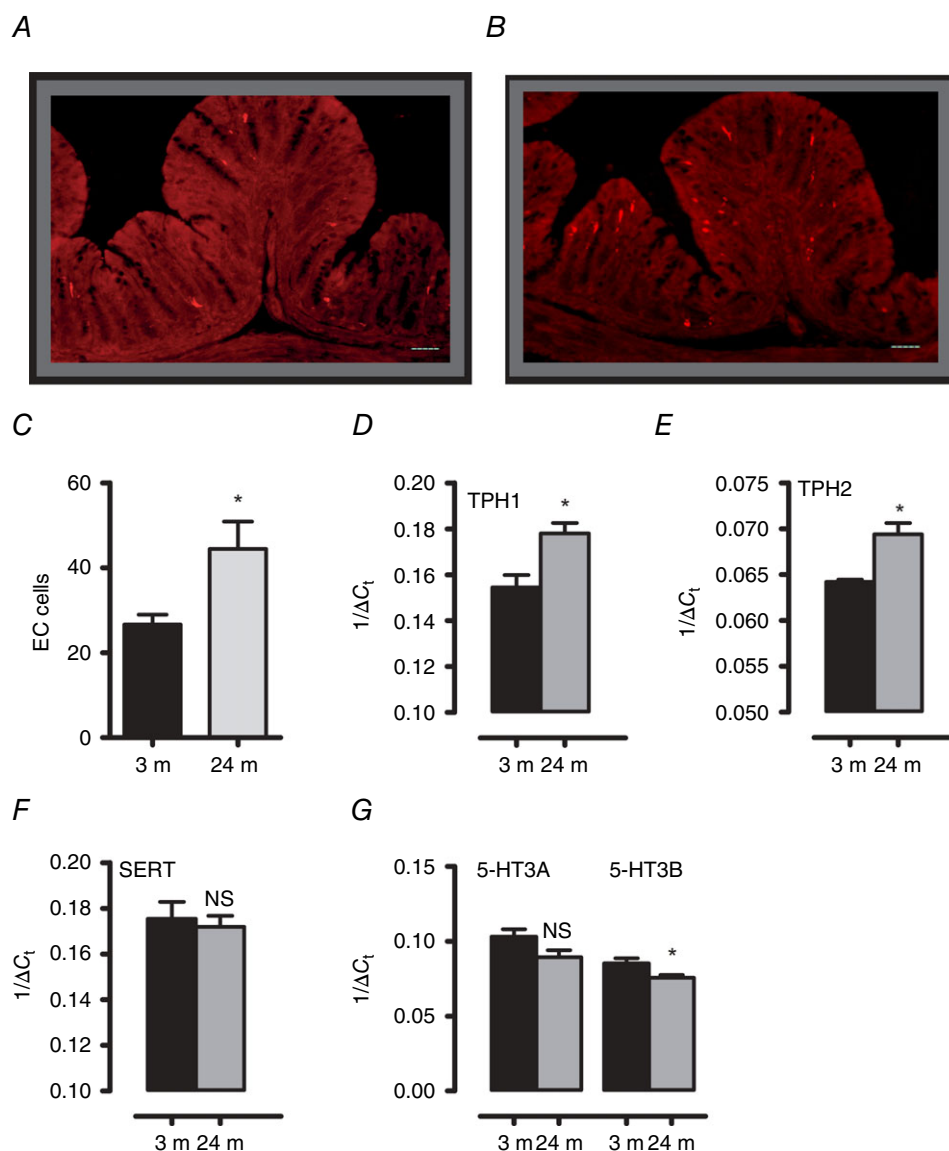 A
B
C
EC cells
60
40
20
0
*
3 m 24 m
D
1/ΔCt
0.20
0.18
0.16
0.14
0.12
0.10
TPH1
*
3 m 24 m
E
1/ΔCt
0.075
0.070
0.065
0.060
0.055
0.050
TPH2
*
3 m 24 m
F
1/ΔCt
0.20
0.18
0.16
0.14
0.12
0.10
SERT
NS
3 m 24 m
G
1/ΔCt
0.15
0.10
0.05
0.00
5-HT3A 5-HT3B
NS
*
3 m 24 m 3 m 24 m